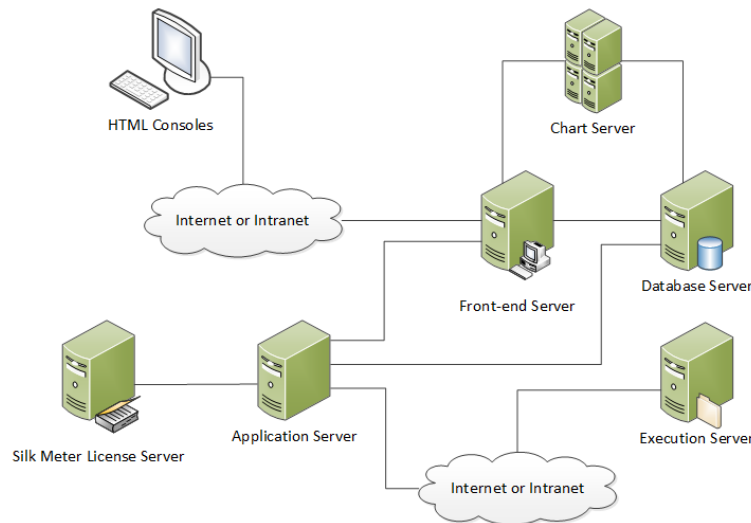 HTML Consoles
Chart Server
Internet or Intranet
Front-end Server
Database Server
Silk Meter License Server
Application Server
Execution Server
Internet or Intranet